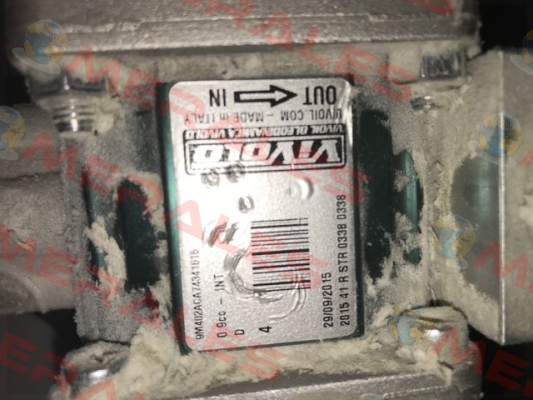 OUT ⇐ IN
VIVOIL.COM - MADE in ITALY
VIVOIL OLEODINAMICA VIVOLO
ViVoLO
0.9cc - INT
D
4
29/09/2015
2015 41 R STR 0338 0338
MERALES